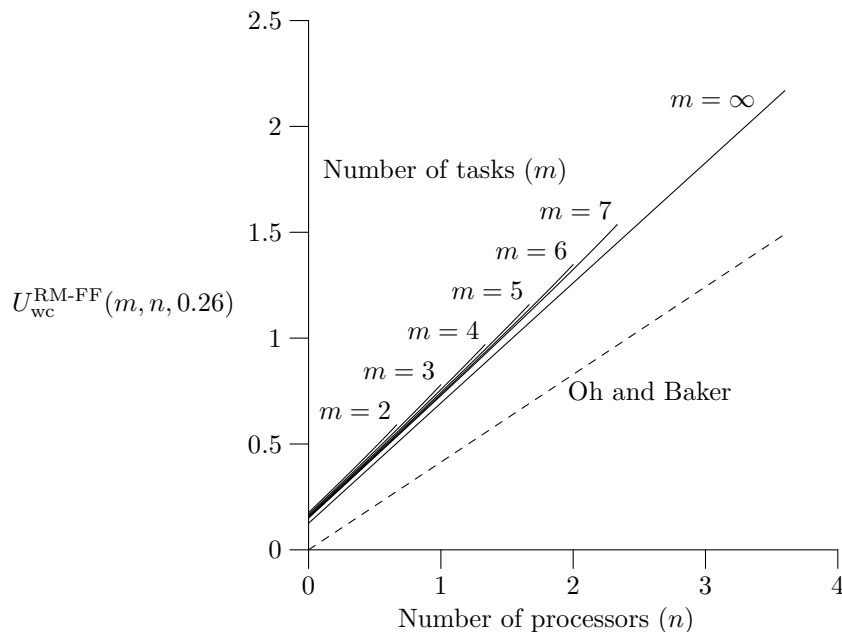 2.5
2
1.5
1
0.5
0
0
1
2
3
4
Number of tasks (m)
m = ∞
m = 7
m = 6
m = 5
m = 4
m = 3
m = 2
Oh and Baker
U_wc^RM-FF(m, n, 0.26)
Number of processors (n)